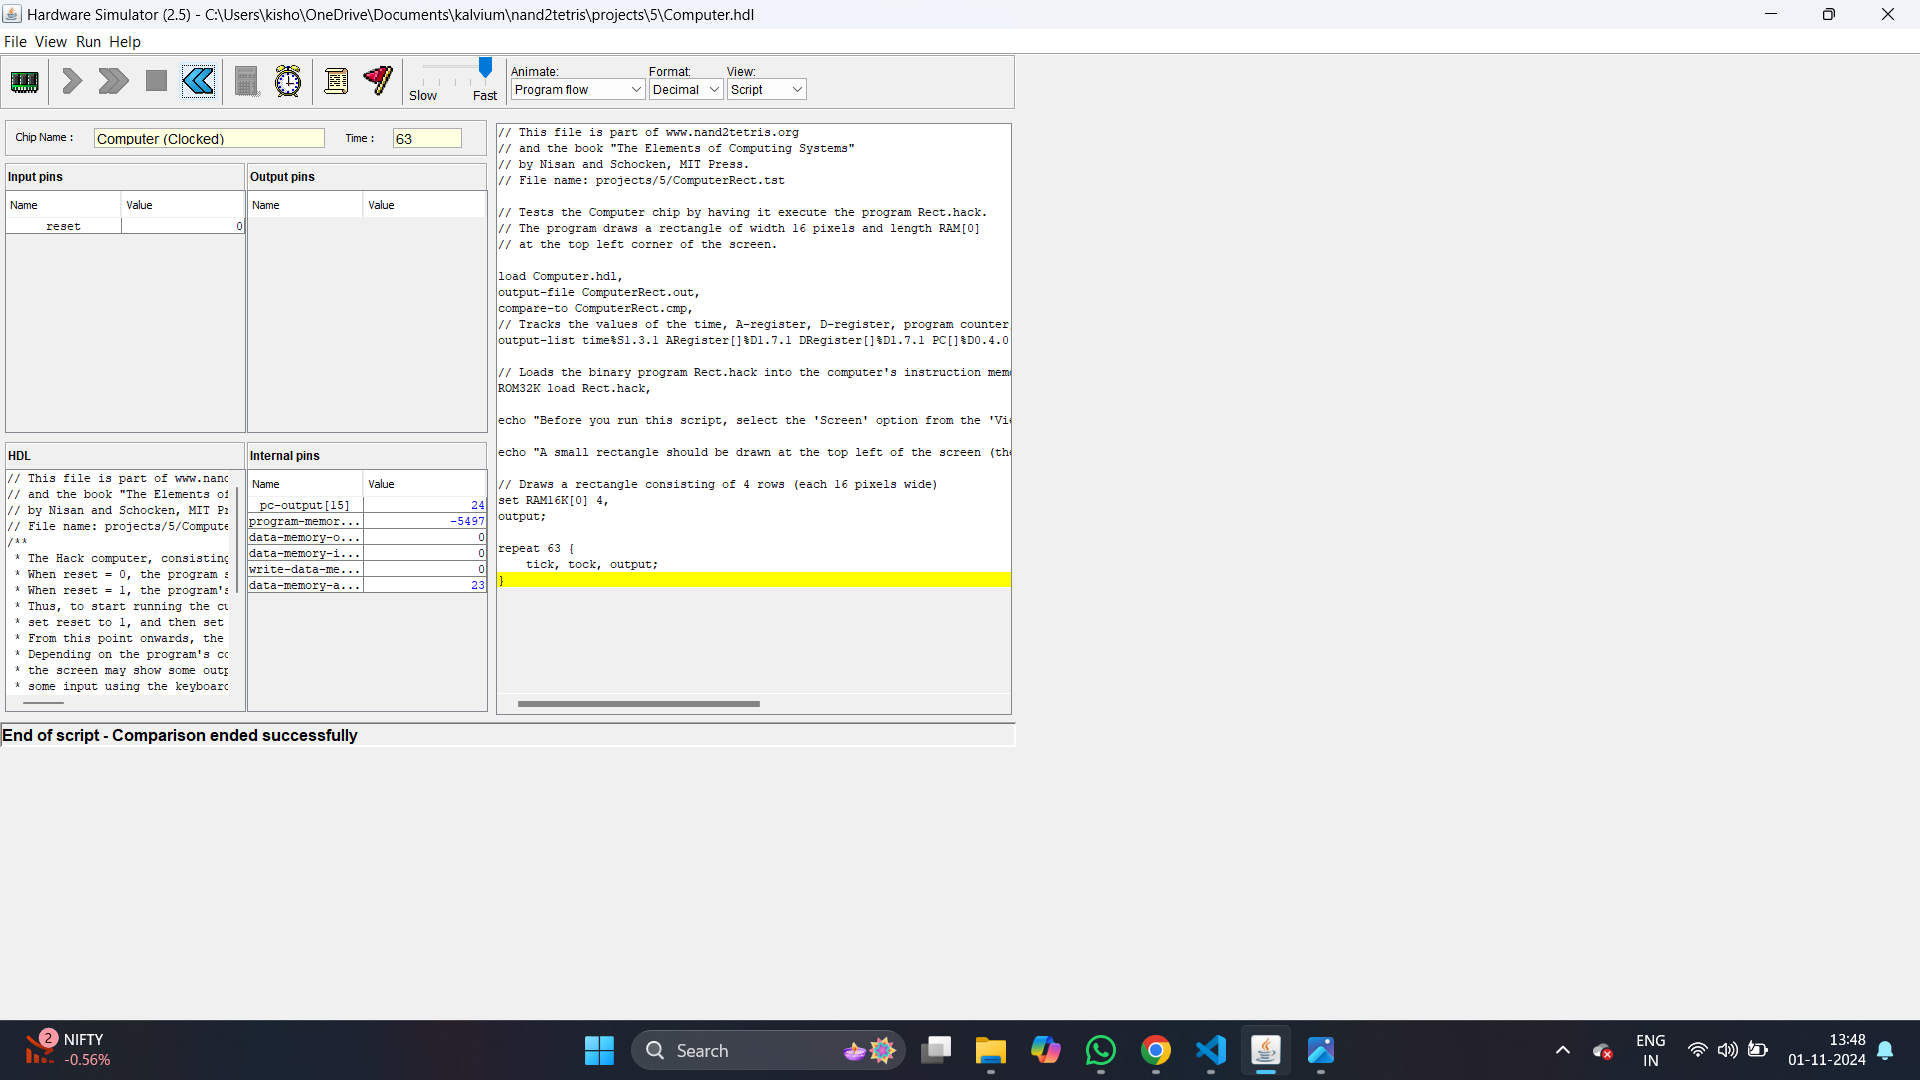 Hardware Simulator (2.5) - C:\Users\kisho\OneDrive\Documents\kalvium\nand2tetris\projects\5\Computer.hdl
File View Run Help
Slow Fast
Animate: Format: View:
Program flow Decimal Script
Chip Name : Computer (Clocked) Time : 63
Input pins
Name Value
reset 0
Output pins
Name Value
HDL
// This file is part of www.nand
// and the book "The Elements of
// by Nisan and Schocken, MIT Pr
// File name: projects/5/Compute
/**
* The Hack computer, consisting
* When reset = 0, the program s
* When reset = 1, the program's
* Thus, to start running the cu
* set reset to 1, and then set
* From this point onwards, the
* Depending on the program's co
* the screen may show some outp
* some input using the keyboard
Internal pins
Name Value
pc-output[15] 24
program-memor... -5497
data-memory-o... 0
data-memory-i... 0
write-data-me... 0
data-memory-a... 23
// This file is part of www.nand2tetris.org
// and the book "The Elements of Computing Systems"
// by Nisan and Schocken, MIT Press.
// File name: projects/5/ComputerRect.tst
// Tests the Computer chip by having it execute the program Rect.hack.
// The program draws a rectangle of width 16 pixels and length RAM[0]
// at the top left corner of the screen.
load Computer.hdl,
output-file ComputerRect.out,
compare-to ComputerRect.cmp,
// Tracks the values of the time, A-register, D-register, program counter,
output-list time%S1.3.1 ARegister[]%D1.7.1 DRegister[]%D1.7.1 PC[]%D0.4.0
// Loads the binary program Rect.hack into the computer's instruction mem
ROM32K load Rect.hack,
echo "Before you run this script, select the 'Screen' option from the 'Vie
echo "A small rectangle should be drawn at the top left of the screen (the
// Draws a rectangle consisting of 4 rows (each 16 pixels wide)
set RAM16K[0] 4,
output;
repeat 63 {
tick, tock, output;
}
End of script - Comparison ended successfully
2 NIFTY
-0.56%
Search
ENG
IN
13:48
01-11-2024